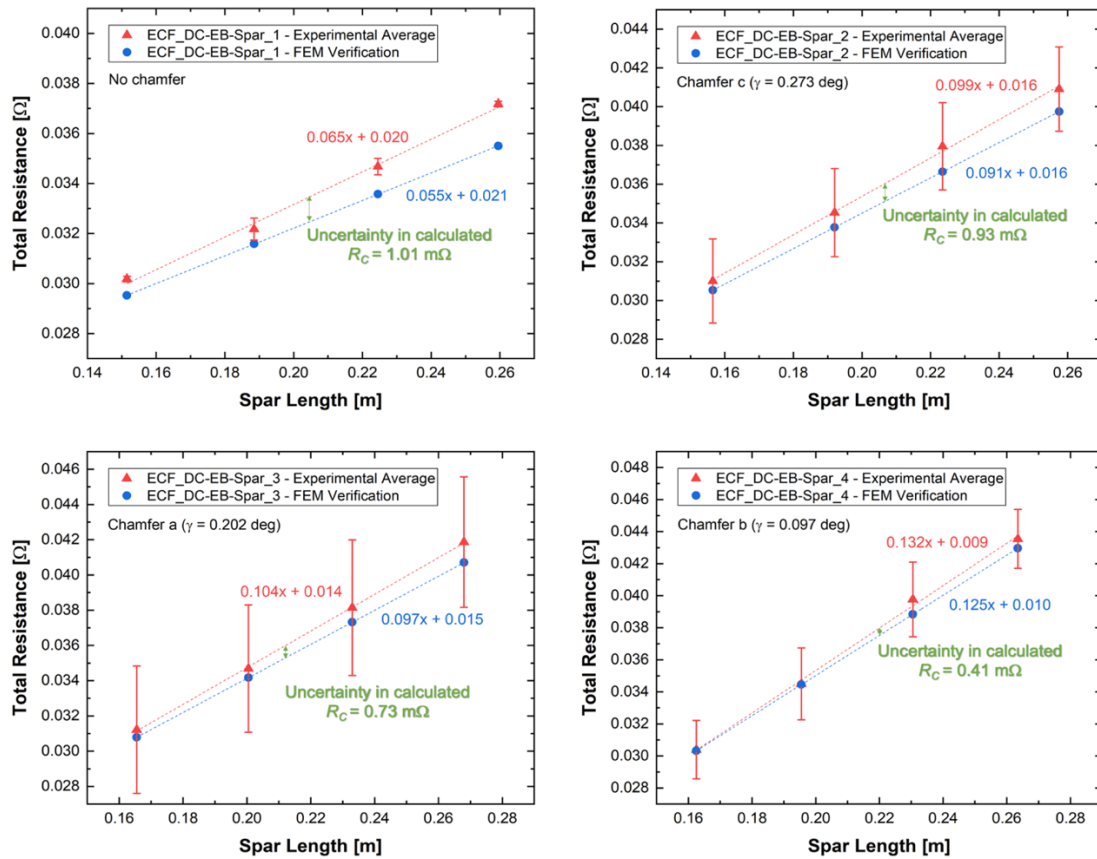 ECF_DC-EB-Spar_1 - Experimental Average
ECF_DC-EB-Spar_1 - FEM Verification
No chamfer
0.065x + 0.020
0.055x + 0.021
Uncertainty in calculated
R_C = 1.01 mΩ
Total Resistance [Ω]
0.040
0.038
0.036
0.034
0.032
0.030
0.028
0.14 0.16 0.18 0.20 0.22 0.24 0.26
Spar Length [m]
ECF_DC-EB-Spar_2 - Experimental Average
ECF_DC-EB-Spar_2 - FEM Verification
Chamfer c (γ = 0.273 deg)
0.099x + 0.016
0.091x + 0.016
Uncertainty in calculated
R_C = 0.93 mΩ
Total Resistance [Ω]
0.044
0.042
0.040
0.038
0.036
0.034
0.032
0.030
0.028
0.14 0.16 0.18 0.20 0.22 0.24 0.26
Spar Length [m]
ECF_DC-EB-Spar_3 - Experimental Average
ECF_DC-EB-Spar_3 - FEM Verification
Chamfer a (γ = 0.202 deg)
0.104x + 0.014
0.097x + 0.015
Uncertainty in calculated
R_C = 0.73 mΩ
Total Resistance [Ω]
0.046
0.044
0.042
0.040
0.038
0.036
0.034
0.032
0.030
0.028
0.16 0.18 0.20 0.22 0.24 0.26 0.28
Spar Length [m]
ECF_DC-EB-Spar_4 - Experimental Average
ECF_DC-EB-Spar_4 - FEM Verification
Chamfer b (γ = 0.097 deg)
0.132x + 0.009
0.125x + 0.010
Uncertainty in calculated
R_C = 0.41 mΩ
Total Resistance [Ω]
0.048
0.046
0.044
0.042
0.040
0.038
0.036
0.034
0.032
0.030
0.028
0.16 0.18 0.20 0.22 0.24 0.26 0.28
Spar Length [m]